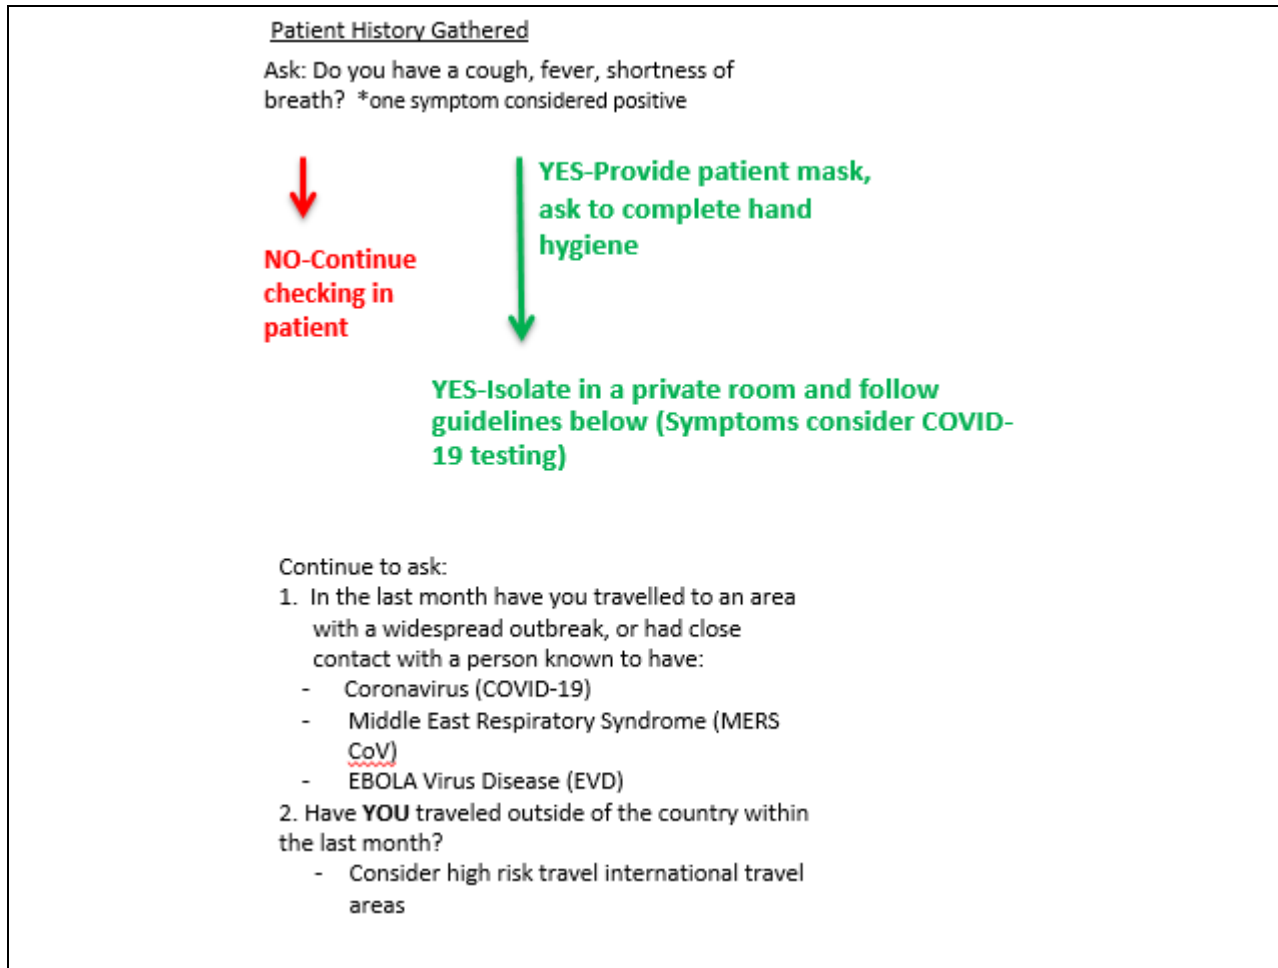 Patient History Gathered
Ask: Do you have a cough, fever, shortness of
breath? *one symptom considered positive
YES-Provide patient mask,
ask to complete hand
hygiene
NO-Continue
checking in
patient
YES-Isolate in a private room and follow
guidelines below (Symptoms consider COVID-
19 testing)
Continue to ask:
1. In the last month have you travelled to an area
with a widespread outbreak, or had close
contact with a person known to have:
- Coronavirus (COVID-19)
- Middle East Respiratory Syndrome (MERS
CoV)
- EBOLA Virus Disease (EVD)
2. Have YOU traveled outside of the country within
the last month?
- Consider high risk travel international travel
areas